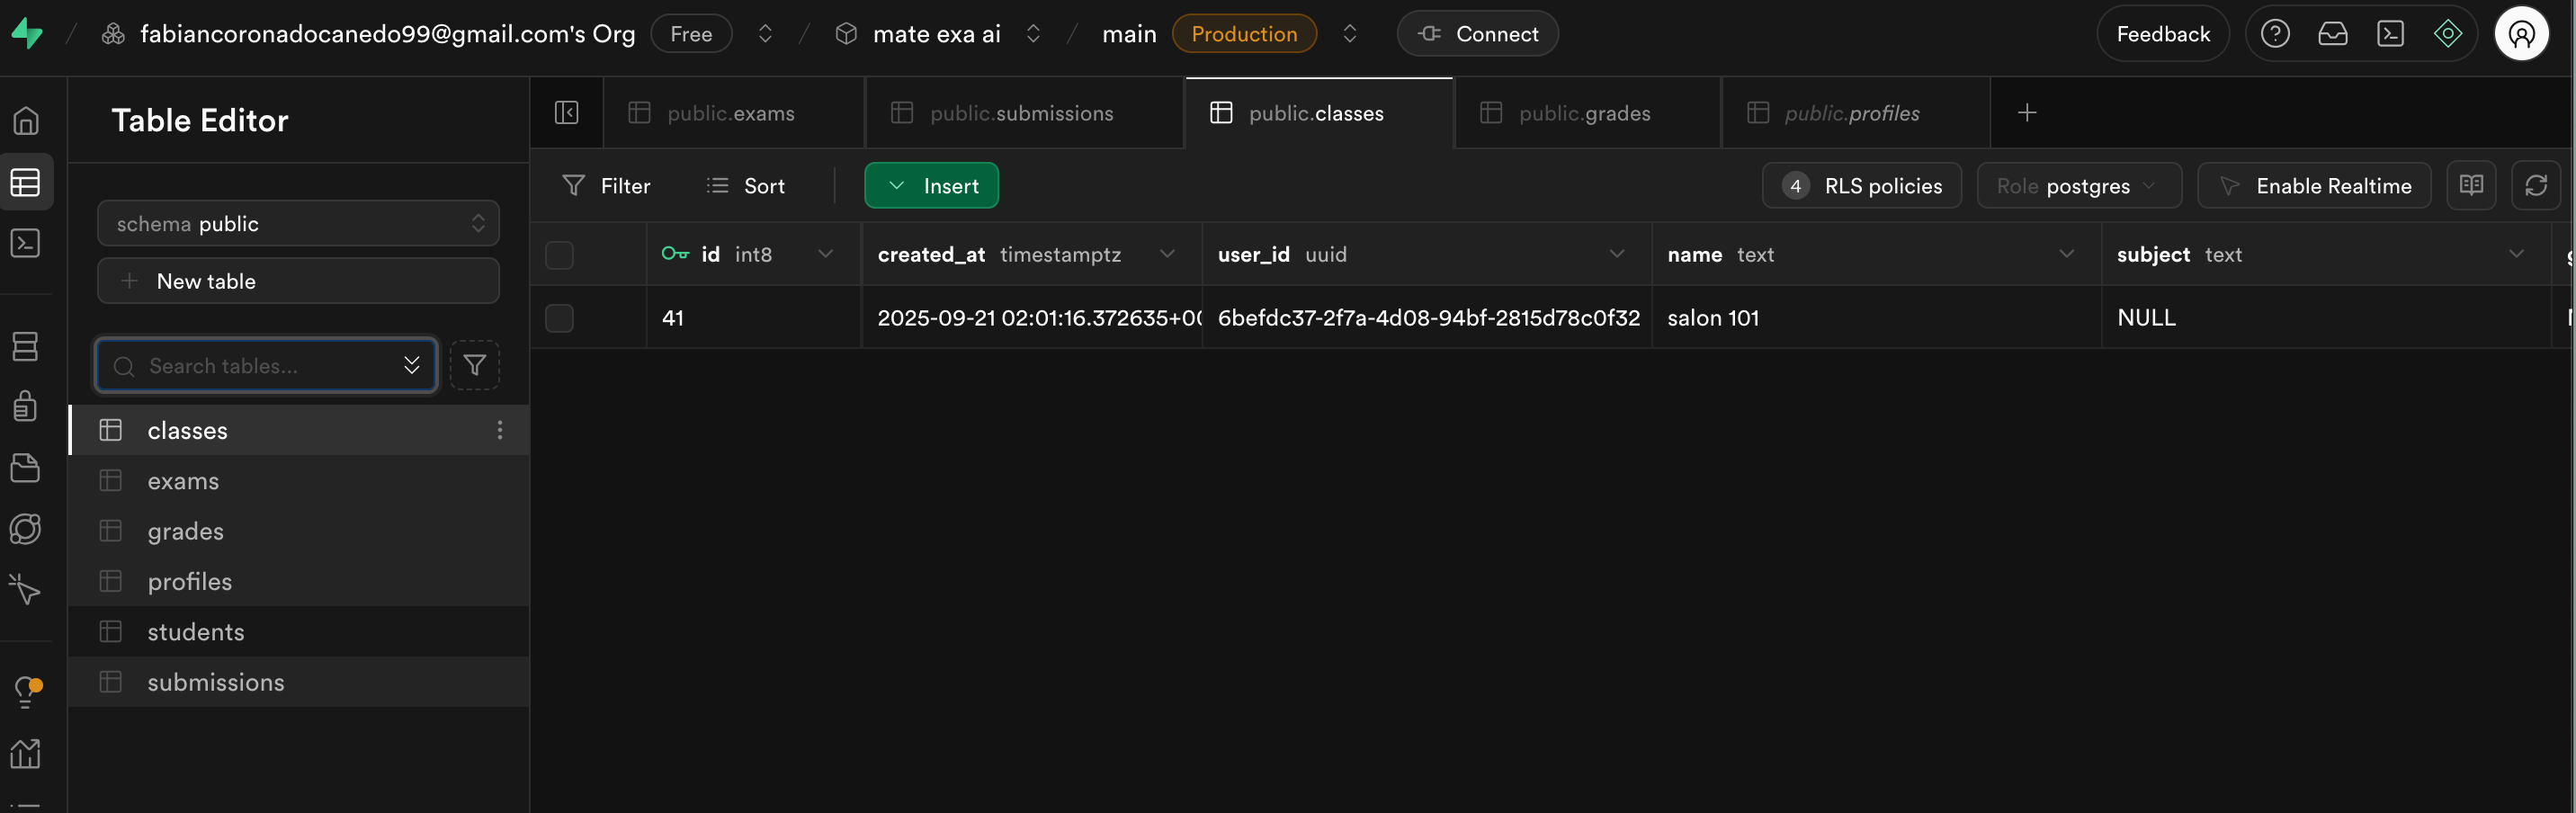 fabiancoronadocanedo99@gmail.com's Org Free mate exa ai main Production Connect Feedback
Table Editor
schema public
New table
Search tables...
classes
exams
grades
profiles
students
submissions
public.exams public.submissions public.classes public.grades public.profiles
Filter Sort Insert 4 RLS policies Role postgres Enable Realtime
id int8 created_at timestamptz user_id uuid name text subject text
41 2025-09-21 02:01:16.372635+00 6befdc37-2f7a-4d08-94bf-2815d78c0f32 salon 101 NULL